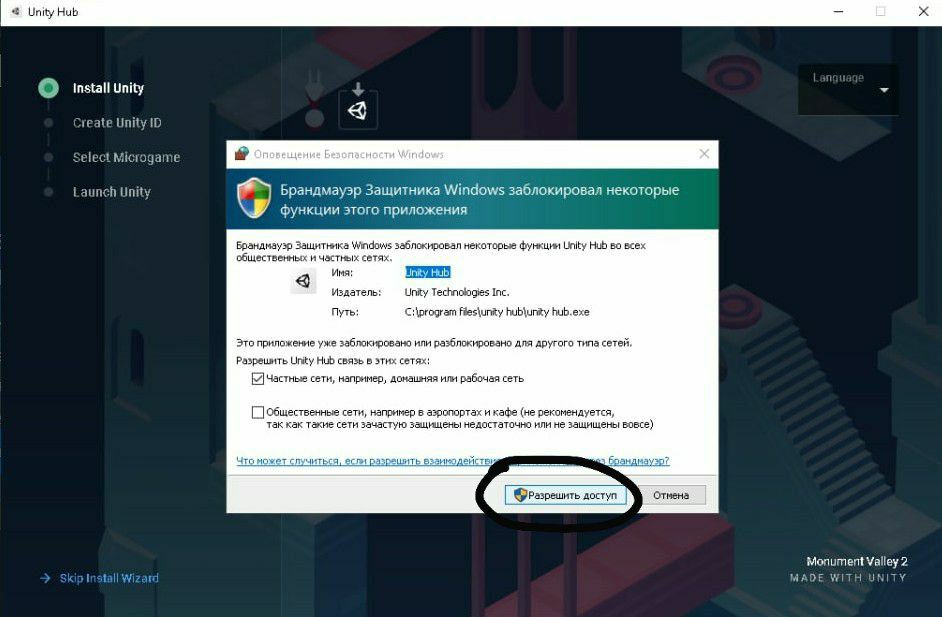 Unity Hub
Install Unity
Create Unity ID
Select Microgame
Launch Unity
Language
Оповещение Безопасности Windows
Брандмауэр Защитника Windows заблокировал некоторые
функции этого приложения
Брандмауэр Защитника Windows заблокировал некоторые функции Unity Hub во всех
общественных и частных сетях.
Имя: Unity Hub
Издатель: Unity Technologies Inc.
Путь: C:\program files\unity hub\unity hub.exe
Это приложение уже заблокировано или разблокировано для другого типа сетей.
Разрешить Unity Hub связь в этих сетях:
Частные сети, например, домашняя или рабочая сеть
Общественные сети, например в аэропортах и кафе (не рекомендуется,
так как такие сети зачастую защищены недостаточно или не защищены вовсе)
Что может случиться, если разрешить взаимодействие брандмауэр?
Разрешить доступ Отмена
Skip Install Wizard
Monument Valley 2
MADE WITH UNITY